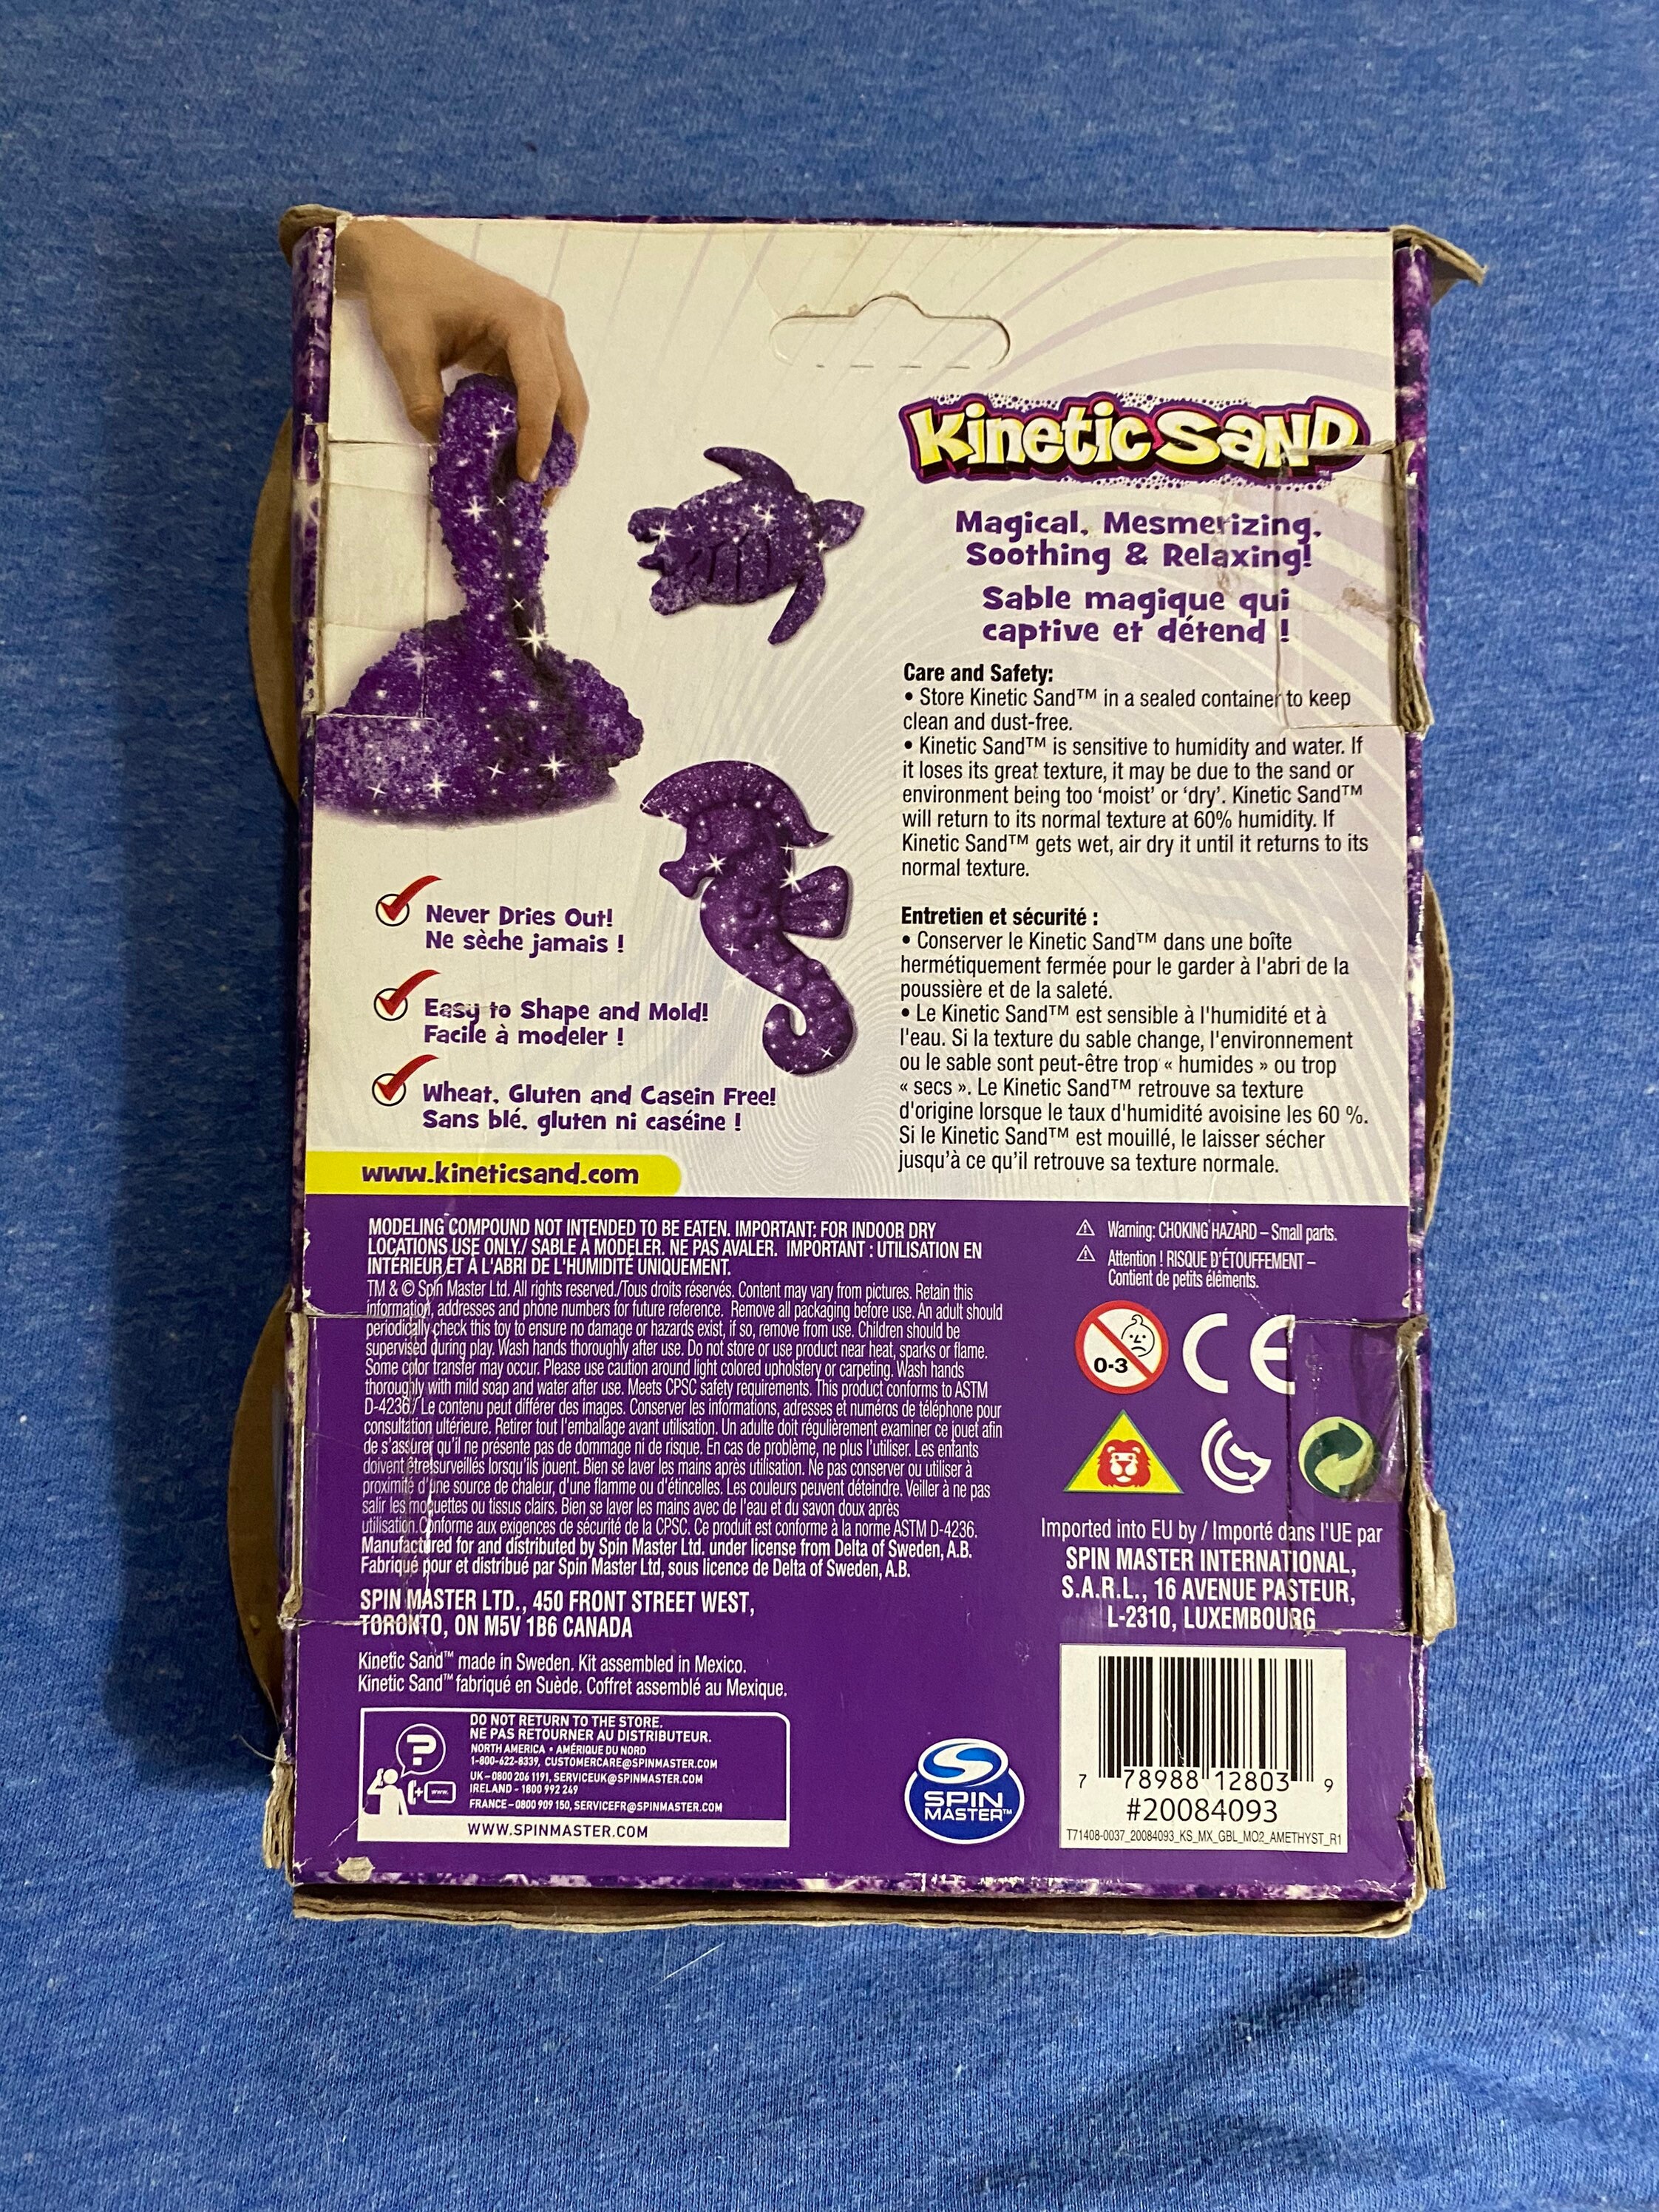 Kinetic Sand
Magical, Mesmerizing,
Soothing & Relaxing!
Sable magique qui
captive et détend !
Care and Safety:
• Store Kinetic Sand™ in a sealed container to keep
clean and dust-free.
• Kinetic Sand™ is sensitive to humidity and water. If
it loses its great texture, it may be due to the sand or
environment being too ‘moist’ or ‘dry’. Kinetic Sand™
will return to its normal texture at 60% humidity. If
Kinetic Sand™ gets wet, air dry it until it returns to its
normal texture.
Entretien et sécurité :
• Conserver le Kinetic Sand™ dans une boîte
hermétiquement fermée pour le garder à l'abri de la
poussière et de la saleté.
• Le Kinetic Sand™ est sensible à l'humidité et à
l'eau. Si la texture du sable change, l'environnement
ou le sable sont peut-être trop « humides » ou trop
« secs ». Le Kinetic Sand™ retrouve sa texture
d'origine lorsque le taux d'humidité avoisine les 60 %.
Si le Kinetic Sand™ est mouillé, le laisser sécher
jusqu’à ce qu’il retrouve sa texture normale.
Never Dries Out!
Ne sèche jamais !
Easy to Shape and Mold!
Facile à modeler !
Wheat, Gluten and Casein Free!
Sans blé, gluten ni caséine !
www.kineticsand.com
MODELING COMPOUND NOT INTENDED TO BE EATEN. IMPORTANT: FOR INDOOR DRY
LOCATIONS USE ONLY./ SABLE À MODELER. NE PAS AVALER. IMPORTANT : UTILISATION EN
INTÉRIEUR ET À L'ABRI DE L'HUMIDITÉ UNIQUEMENT.
TM & © Spin Master Ltd. All rights reserved./Tous droits réservés. Content may vary from pictures. Retain this
information, addresses and phone numbers for future reference. Remove all packaging before use. An adult should
periodically check this toy to ensure no damage or hazards exist, if so, remove from use. Children should be
supervised during play. Wash hands thoroughly after use. Do not store or use product near heat, sparks or flame.
Some color transfer may occur. Please use caution around light colored upholstery or carpeting. Wash hands
thoroughly with mild soap and water after use. Meets CPSC safety requirements. This product conforms to ASTM
D-4236./ Le contenu peut différer des images. Conserver les informations, adresses et numéros de téléphone pour
consultation ultérieure. Retirer tout l'emballage avant utilisation. Un adulte doit régulièrement examiner ce jouet afin
de s'assurer qu'il ne présente pas de dommage ni de risque. En cas de problème, ne plus l'utiliser. Les enfants
doivent être surveillés lorsqu'ils jouent. Bien se laver les mains après utilisation. Ne pas conserver ou utiliser à
proximité d'une source de chaleur, d'une flamme ou d'étincelles. Les couleurs peuvent déteindre. Veiller à ne pas
salir les moquettes ou tissus clairs. Bien se laver les mains avec de l'eau et du savon doux après
utilisation.Conforme aux exigences de sécurité de la CPSC. Ce produit est conforme à la norme ASTM D-4236.
Manufactured for and distributed by Spin Master Ltd. under license from Delta of Sweden, A.B.
Fabriqué pour et distribué par Spin Master Ltd, sous licence de Delta of Sweden, A.B.
SPIN MASTER LTD., 450 FRONT STREET WEST,
TORONTO, ON M5V 1B6 CANADA
Kinetic Sand™ made in Sweden. Kit assembled in Mexico.
Kinetic Sand™ fabriqué en Suède. Coffret assemblé au Mexique.
?
www.
DO NOT RETURN TO THE STORE.
NE PAS RETOURNER AU DISTRIBUTEUR.
NORTH AMERICA • AMÉRIQUE DU NORD
1-800-622-8339, CUSTOMERCARE@SPINMASTER.COM
UK – 0800 206 1191, SERVICEUK@SPINMASTER.COM
IRELAND – 1800 992 249
FRANCE – 0800 909 150, SERVICEFR@SPINMASTER.COM
WWW.SPINMASTER.COM
Warning: CHOKING HAZARD – Small parts.
Attention ! RISQUE D'ÉTOUFFEMENT –
Contient de petits éléments.
0-3
CE
Imported into EU by / Importé dans l'UE par
SPIN MASTER INTERNATIONAL,
S.A.R.L., 16 AVENUE PASTEUR,
L-2310, LUXEMBOURG
SPIN
MASTER™
7 78988 12803 9
#20084093
T71408-0037_20084093_KS_MX_GBL_MO2_AMETHYST_R1